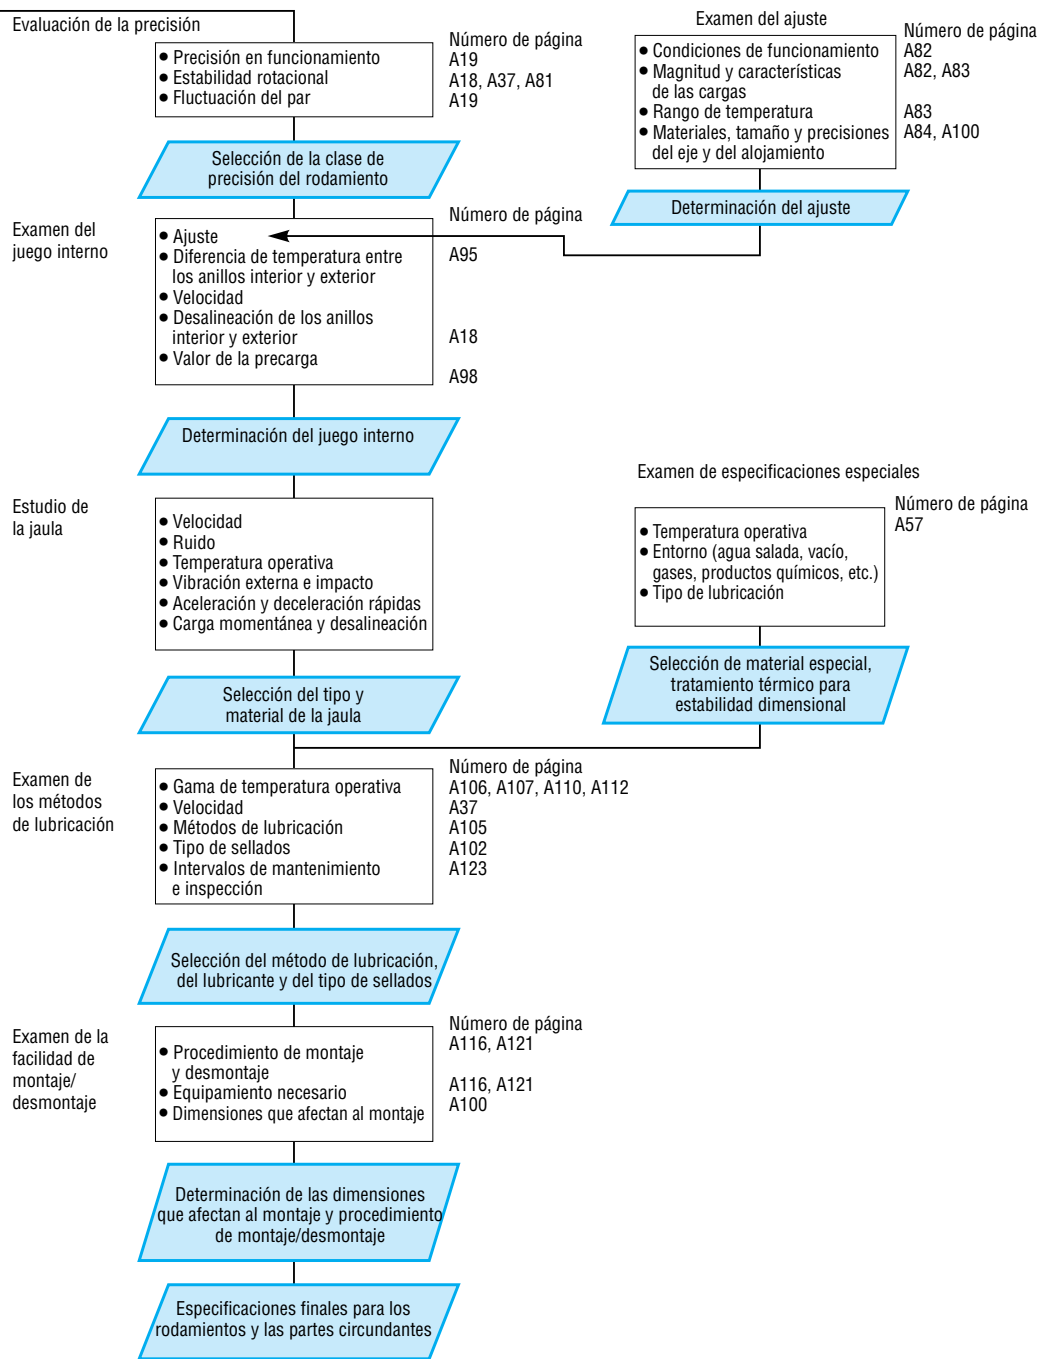 Evaluación de la precisión
Número de página
● Precisión en funcionamiento
A19
● Estabilidad rotacional
A18, A37, A81
● Fluctuación del par
A19
Selección de la clase de
precisión del rodamiento
Examen del ajuste
Número de página
● Condiciones de funcionamiento
A82
● Magnitud y características
A82, A83
de las cargas
● Rango de temperatura
A83
● Materiales, tamaño y precisiones
A84, A100
del eje y del alojamiento
Determinación del ajuste
Examen del
juego interno
Número de página
● Ajuste
● Diferencia de temperatura entre
A95
los anillos interior y exterior
● Velocidad
● Desalineación de los anillos
interior y exterior
A18
● Valor de la precarga
A98
Determinación del juego interno
Estudio de
la jaula
● Velocidad
● Ruido
● Temperatura operativa
● Vibración externa e impacto
● Aceleración y deceleración rápidas
● Carga momentánea y desalineación
Selección del tipo y
material de la jaula
Examen de especificaciones especiales
Número de página
A57
● Temperatura operativa
● Entorno (agua salada, vacío,
gases, productos químicos, etc.)
● Tipo de lubricación
Selección de material especial,
tratamiento térmico para
estabilidad dimensional
Examen de
los métodos
de lubricación
Número de página
● Gama de temperatura operativa
A106, A107, A110, A112
● Velocidad
A37
● Métodos de lubricación
A105
● Tipo de sellados
A102
● Intervalos de mantenimiento
A123
e inspección
Selección del método de lubricación,
del lubricante y del tipo de sellados
Examen de la
facilidad de
montaje/
desmontaje
Número de página
A116, A121
● Procedimiento de montaje
y desmontaje
● Equipamiento necesario
A116, A121
● Dimensiones que afectan al montaje
A100
Determinación de las dimensiones
que afectan al montaje y procedimiento
de montaje/desmontaje
Especificaciones finales para los
rodamientos y las partes circundantes